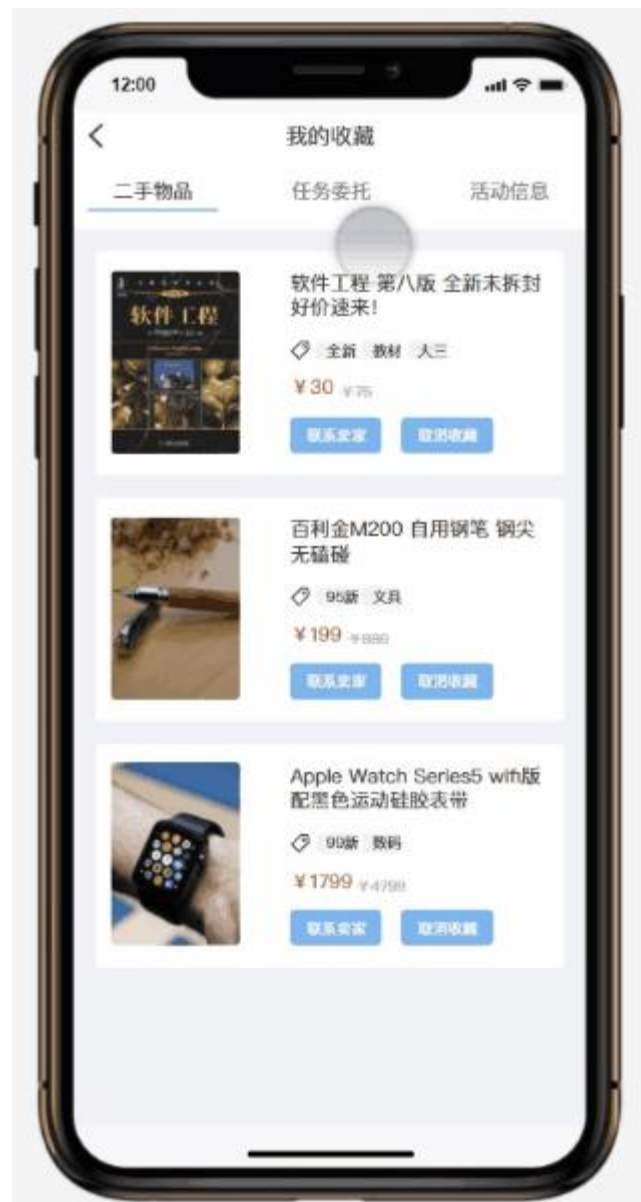 12:00
我的收藏
二手物品
任务委托
活动信息
软件工程
软件工程 第八版 全新未拆封
好价速来！
全新 教材 大三
￥30 ￥75
联系卖家 取消收藏
百利金M200 自用钢笔 钢尖
无磕碰
95新 文具
￥199 ￥880
联系卖家 取消收藏
Apple Watch Series5 wifi版
配黑色运动硅胶表带
99新 数码
￥1799 ￥4799
联系卖家 取消收藏